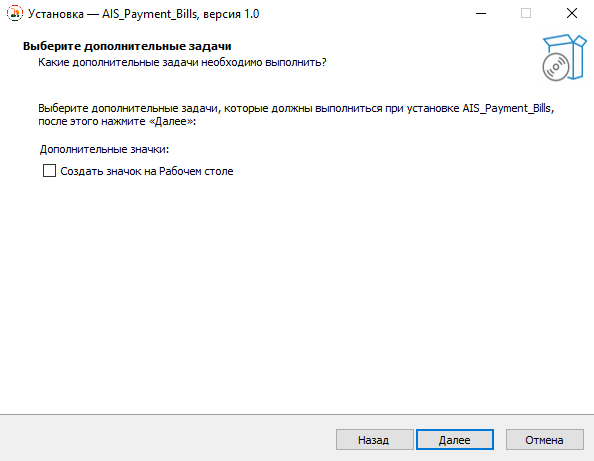 Установка — AIS_Payment_Bills, версия 1.0
Выберите дополнительные задачи
Какие дополнительные задачи необходимо выполнить?
Выберите дополнительные задачи, которые должны выполниться при установке AIS_Payment_Bills,
после этого нажмите «Далее»:
Дополнительные значки:
Создать значок на Рабочем столе
Назад
Далее
Отмена